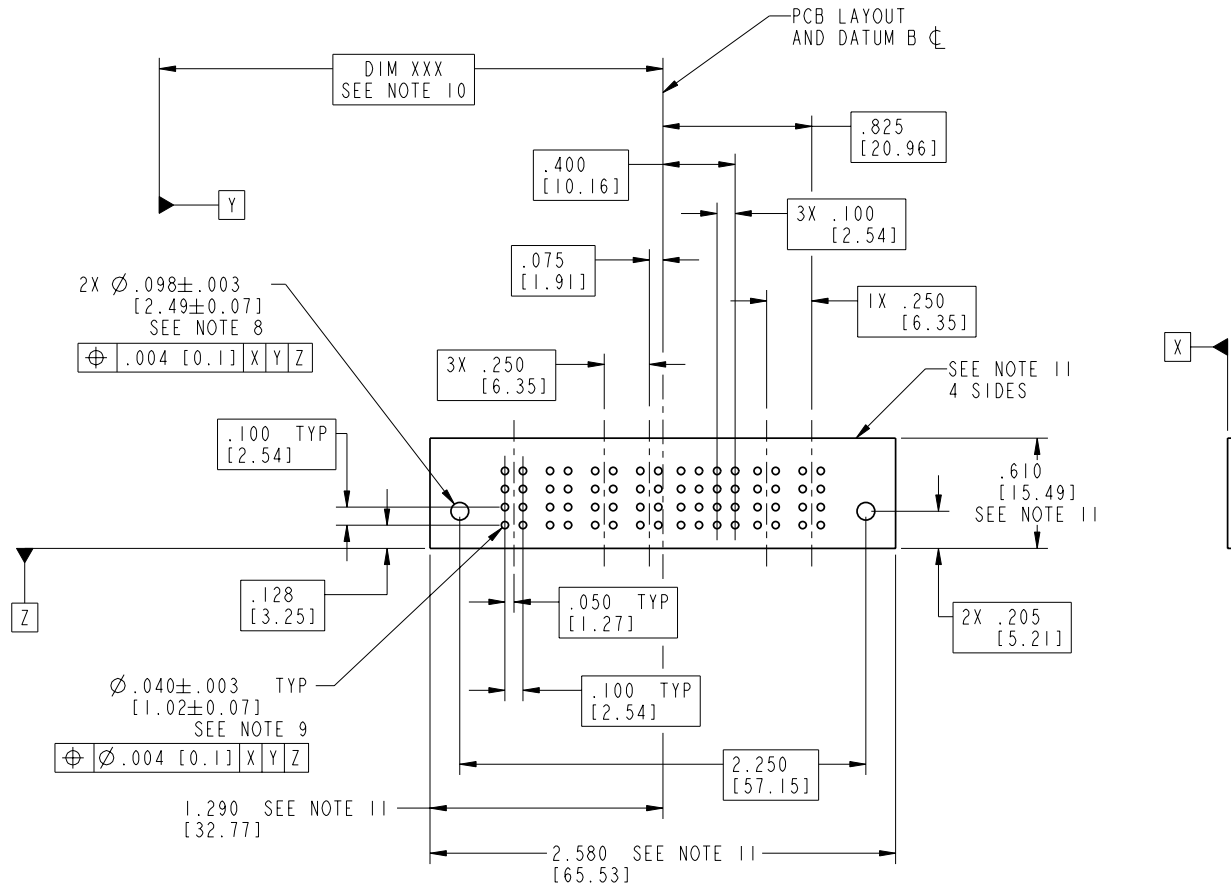 PCB LAYOUT
AND DATUM B ℄
DIM XXX
SEE NOTE 10
.825
[20.96]
.400
[10.16]
Y
3X .100
[2.54]
.075
[1.91]
2X Ø .098±.003
[2.49±0.07]
SEE NOTE 8
⌖ .004 [0.1] X Y Z
1X .250
[6.35]
X
3X .250
[6.35]
SEE NOTE 11
4 SIDES
.100 TYP
[2.54]
.610
[15.49]
SEE NOTE 11
Z
.128
[3.25]
.050 TYP
[1.27]
2X .205
[5.21]
Ø.040±.003 TYP
[1.02±0.07]
SEE NOTE 9
⌖ Ø.004 [0.1] X Y Z
.100 TYP
[2.54]
2.250
[57.15]
1.290 SEE NOTE 11
[32.77]
2.580 SEE NOTE 11
[65.53]